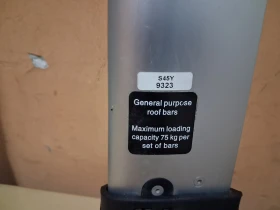 S45Y
9323
General purpose
roof bars
Maximum loading
capacity 75 kg per
set of bars